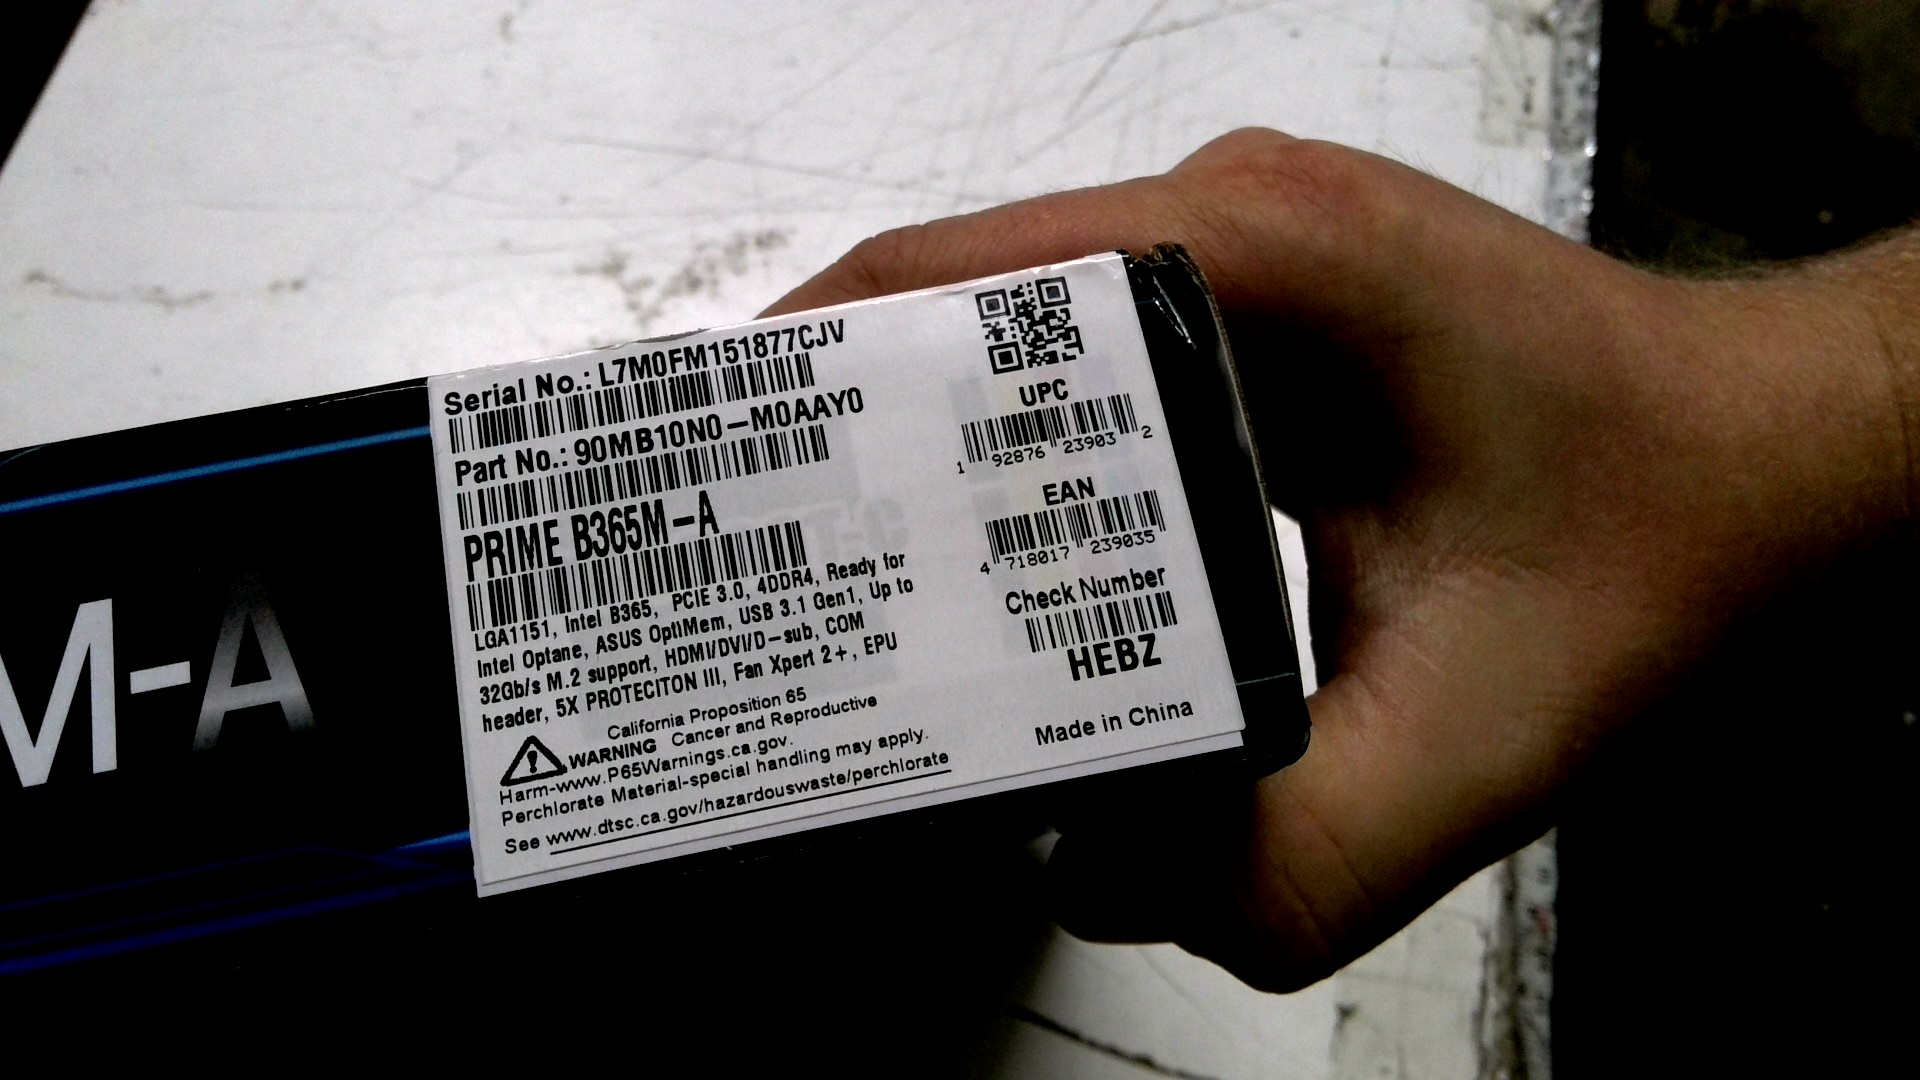 M-A
Serial No.: L7M0FM151877CJV
Part No.: 90MB10N0-M0AAY0
PRIME B365M-A
LGA1151, Intel B365, PCIE 3.0, 4DDR4, Ready for
Intel Optane, ASUS OptiMem, USB 3.1 Gen1, Up to
32Gb/s M.2 support, HDMI/DVI/D-sub, COM
header, 5X PROTECITON III, Fan Xpert 2+, EPU
California Proposition 65
WARNING Cancer and Reproductive
Harm-www.P65Warnings.ca.gov.
Perchlorate Material-special handling may apply.
See www.dtsc.ca.gov/hazardouswaste/perchlorate
UPC
1 92876 23903 2
EAN
4 718017 239035
Check Number
HEBZ
Made in China